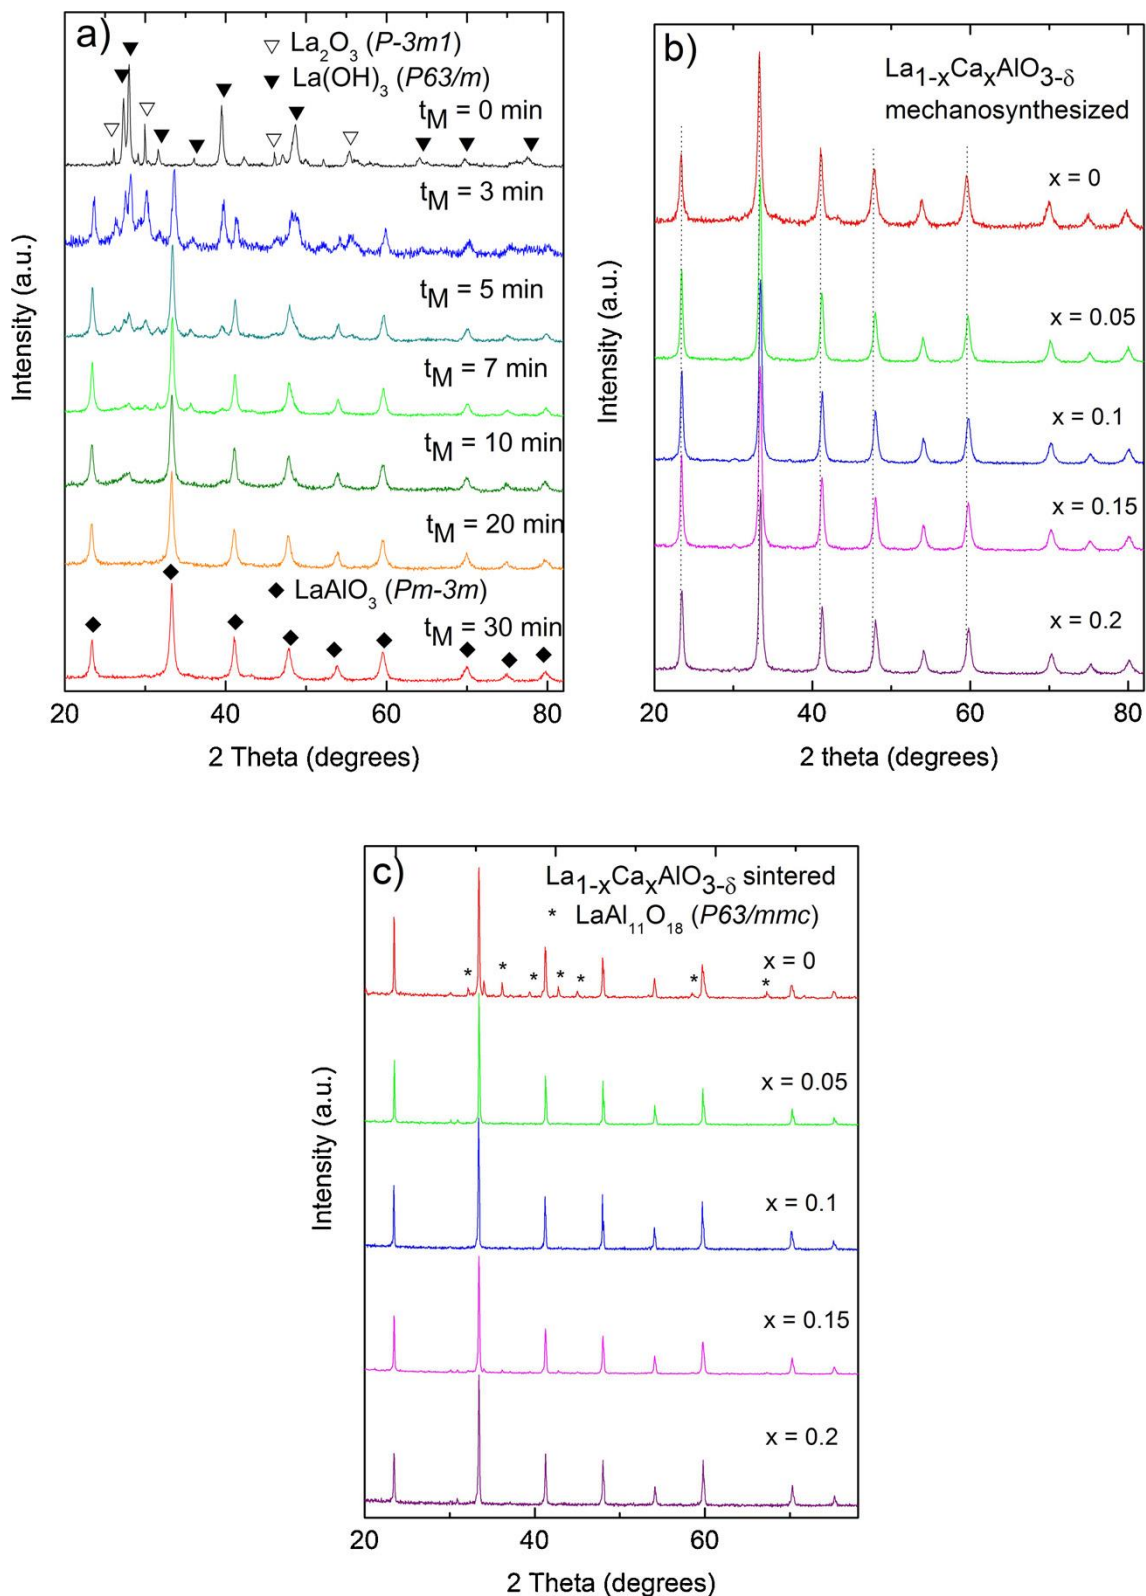 a)
▽ La2O3 (P-3m1)
▼ La(OH)3 (P63/m)
tM = 0 min
tM = 3 min
tM = 5 min
tM = 7 min
tM = 10 min
tM = 20 min
◆ LaAlO3 (Pm-3m)
tM = 30 min
Intensity (a.u.)
20 40 60 80
2 Theta (degrees)
b)
La1-xCaxAlO3-δ
mechanosynthesized
x = 0
x = 0.05
x = 0.1
x = 0.15
x = 0.2
Intensity (a.u.)
20 40 60 80
2 theta (degrees)
c)
La1-xCaxAlO3-δ sintered
* LaAl11O18 (P63/mmc)
x = 0
* * * * * * *
x = 0.05
x = 0.1
x = 0.15
x = 0.2
Intensity (a.u.)
20 40 60
2 Theta (degrees)